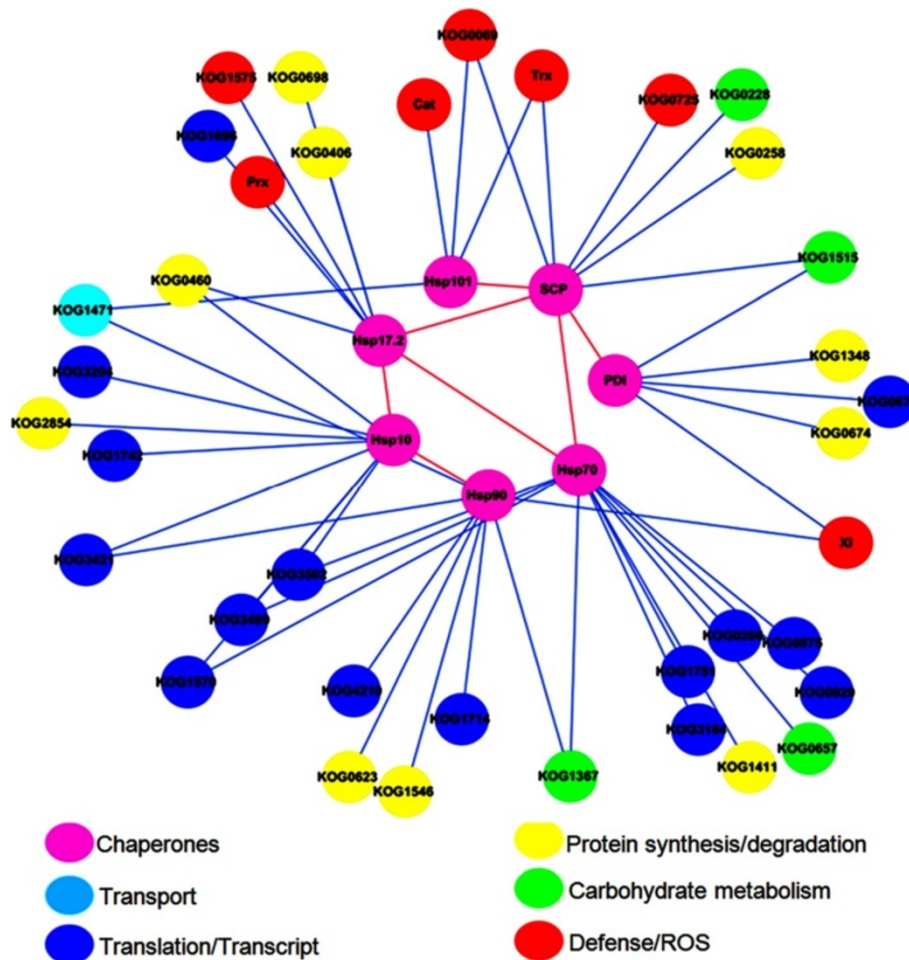 KOG0069
KOG1575
KOG0698
Trx
Cat
KOG0725
KOG0228
KOG0406
KOG0258
Prx
KOG1515
KOG0460
Hsp101
SCP
KOG1471
Hsp17.2
KOG1348
PDI
KOG2854
KOG1742
Hsp10
KOG0674
Hsp70
Hsp90
KOG3421
XI
KOG3502
KOG3499
KOG1570
KOG1751
KOG4210
KOG1714
KOG3184
KOG0829
KOG0657
KOG0623
KOG1546
KOG1367
KOG1411
Chaperones
Protein synthesis/degradation
Transport
Carbohydrate metabolism
Translation/Transcript
Defense/ROS